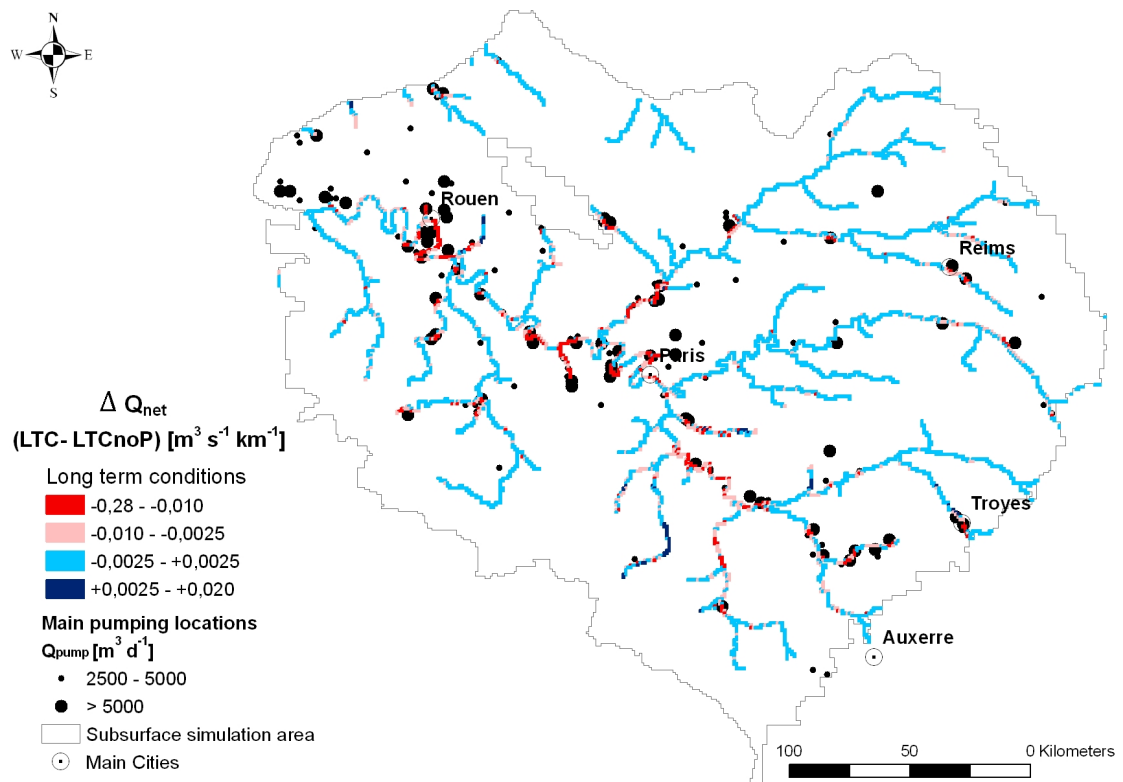 N
W E
S
Rouen
Reims
Paris
Troyes
Auxerre
Δ Qnet
(LTC- LTCnoP) [m³ s⁻¹ km⁻¹]
Long term conditions
-0,28 - -0,010
-0,010 - -0,0025
-0,0025 - +0,0025
+0,0025 - +0,020
Main pumping locations
Qpump [m³ d⁻¹]
2500 - 5000
> 5000
Subsurface simulation area
Main Cities
100 50 0 Kilometers